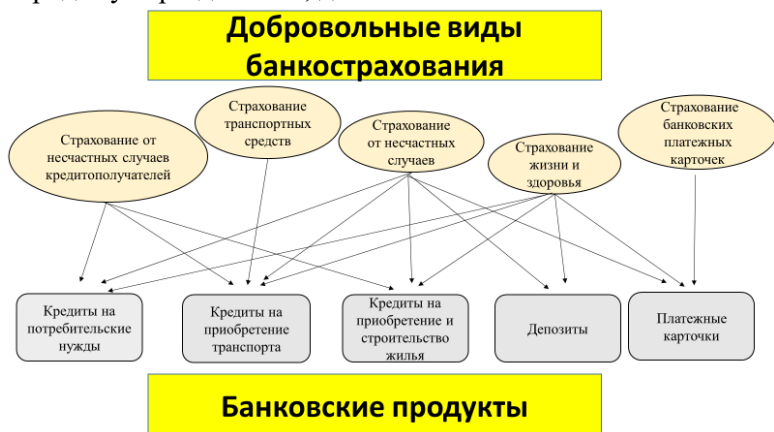 Добровольные виды
банкострахования
Страхование от
несчастных случаев
кредитополучателей
Страхование
транспортных
средств
Страхование
от несчастных
случаев
Страхование
жизни и
здоровья
Страхование
банковских
платежных
карточек
Кредиты на
потребительские
нужды
Кредиты на
приобретение
транспорта
Кредиты на
приобретение и
строительство
жилья
Депозиты
Платежные
карточки
Банковские продукты